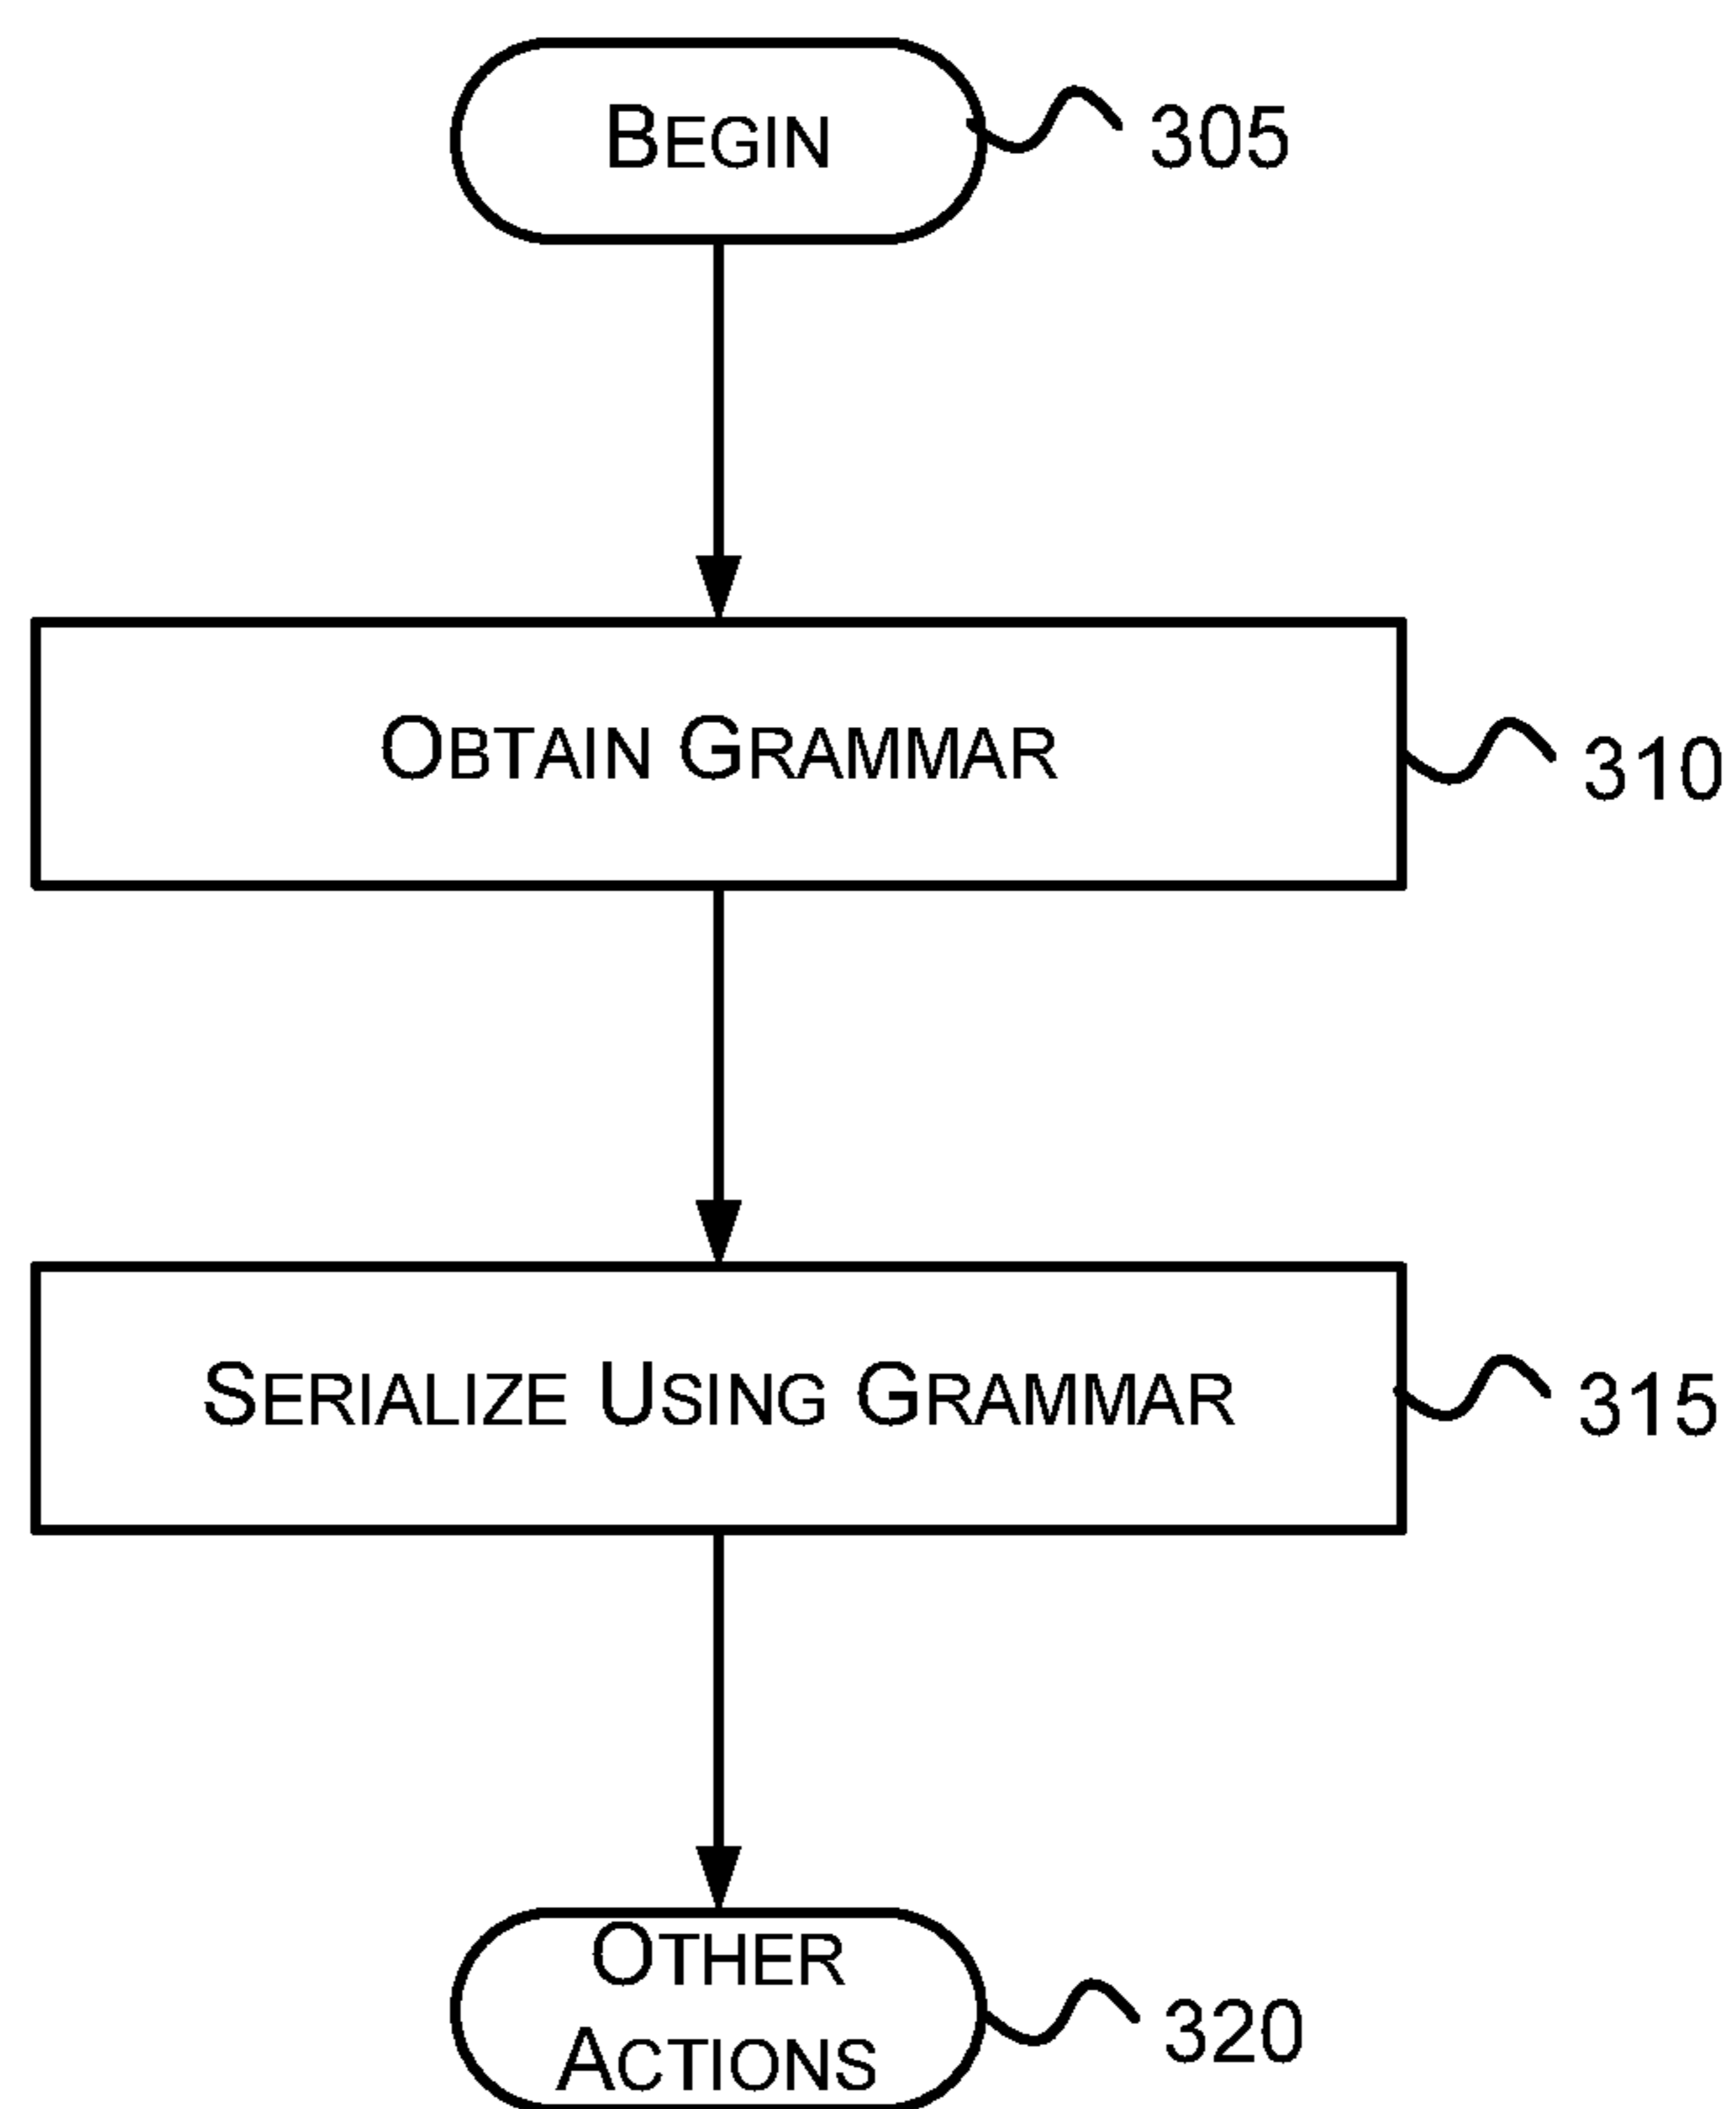 BEGIN
305
OBTAIN GRAMMAR
310
SERIALIZE USING GRAMMAR
315
OTHER
ACTIONS
320